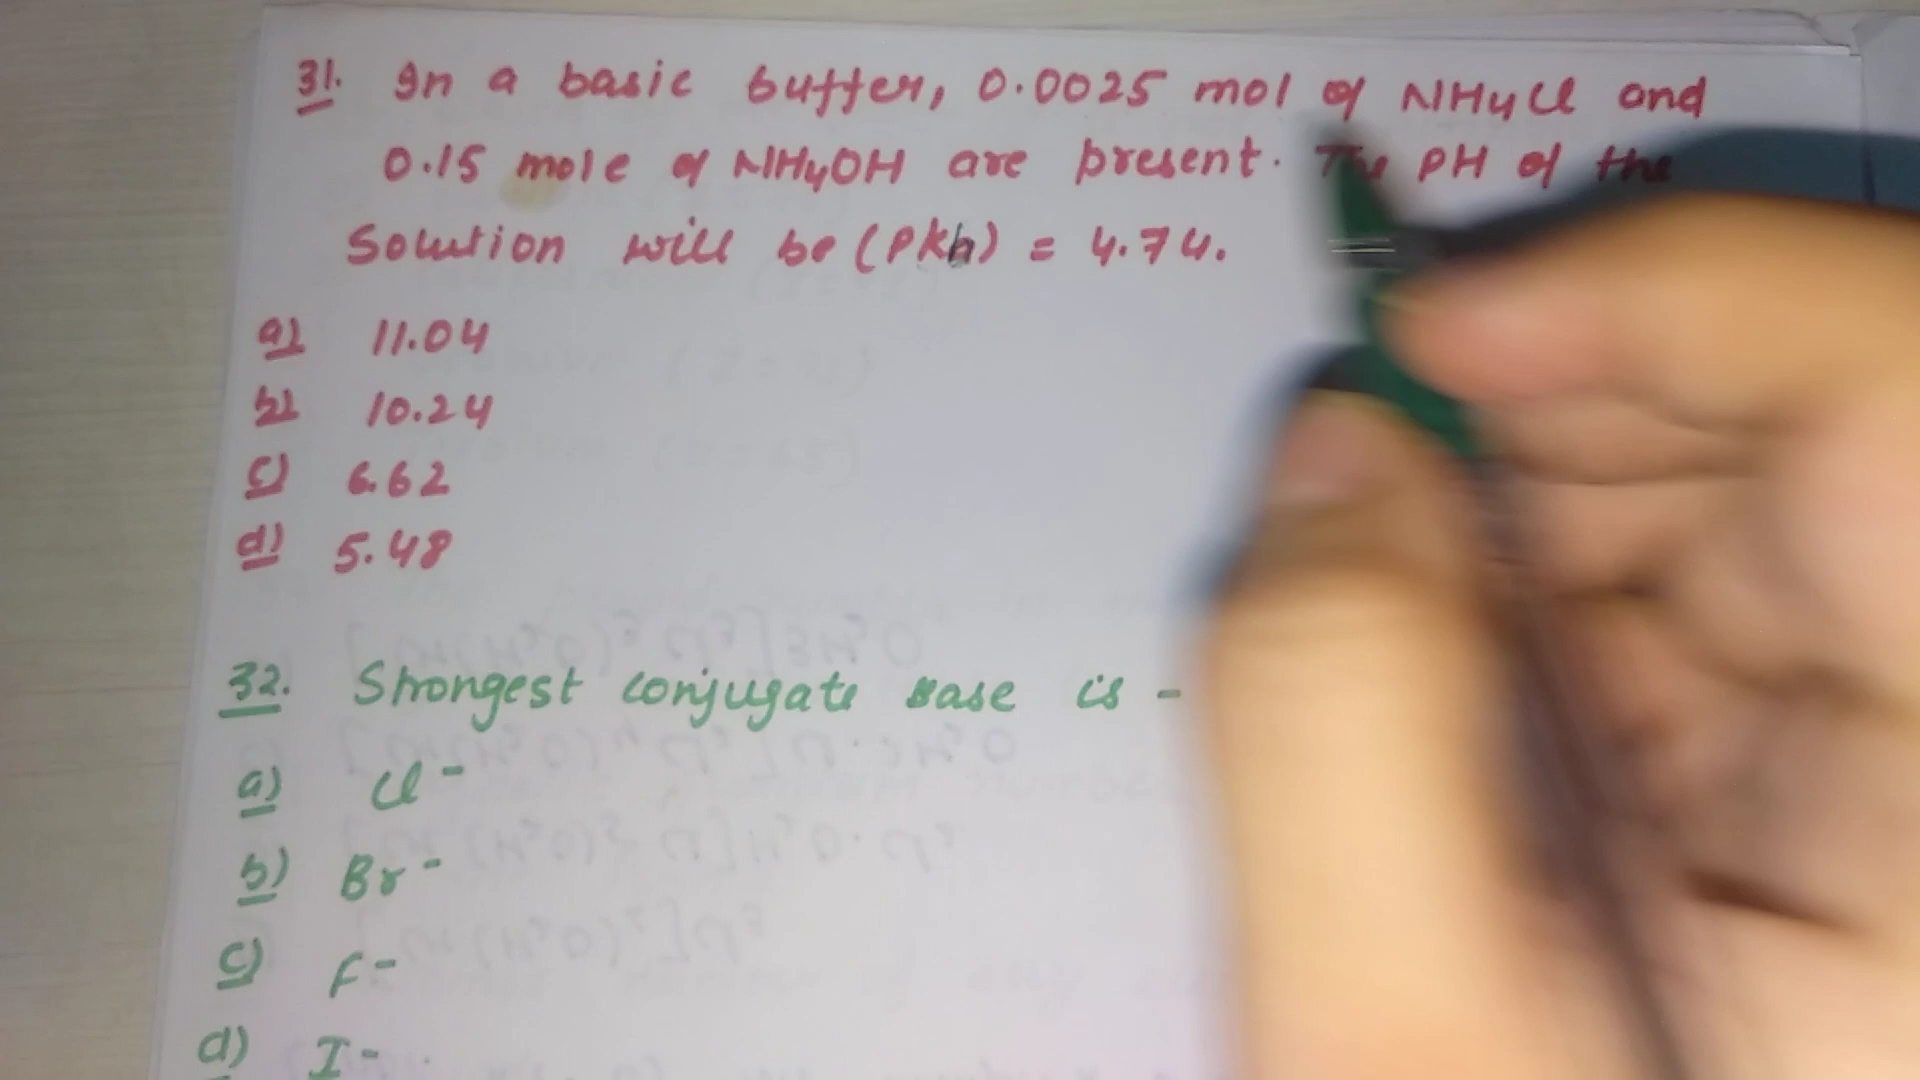 31. In a basic buffer, 0.0025 mol of NH4Cl and
0.15 mole of NH4OH are present. The PH of the
Solution will be (PKb) = 4.74.
a) 11.04
b) 10.24
c) 6.62
d) 5.48
32. Strongest conjugate base is -
a) Cl-
b) Br-
c) F-
d) I-